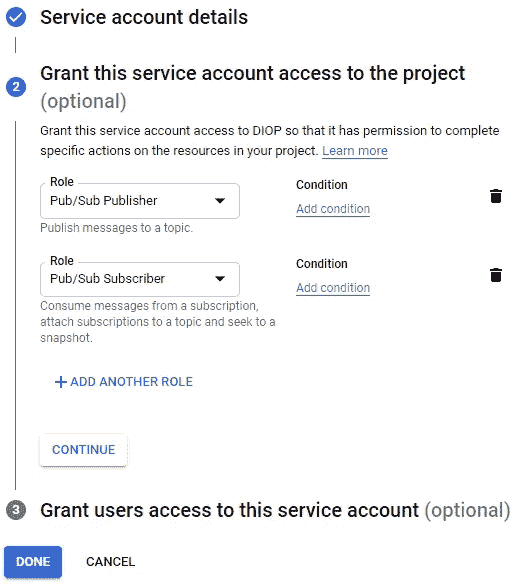 Service account details
2
Grant this service account access to the project
(optional)
Grant this service account access to DIOP so that it has permission to complete
specific actions on the resources in your project. Learn more
Role
Pub/Sub Publisher
Condition
Add condition
Publish messages to a topic.
Role
Pub/Sub Subscriber
Condition
Add condition
Consume messages from a subscription,
attach subscriptions to a topic and seek to a
snapshot.
+ ADD ANOTHER ROLE
CONTINUE
3
Grant users access to this service account (optional)
DONE
CANCEL